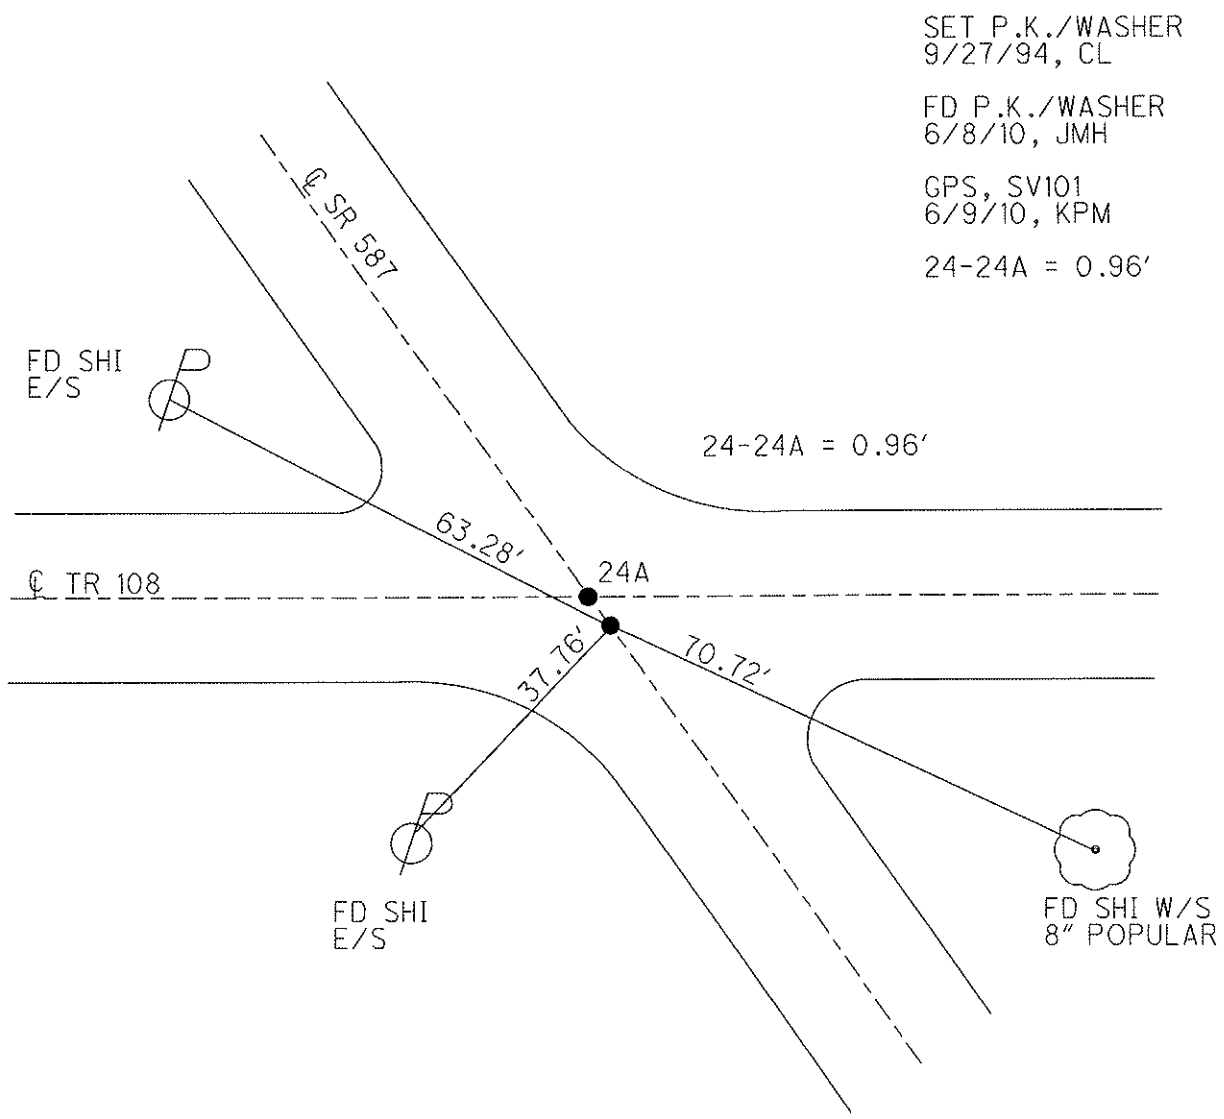 SET P.K./WASHER
9/27/94, CL
FD P.K./WASHER
6/8/10, JMH
GPS, SV101
6/9/10, KPM
24-24A = 0.96'
℄ SR 587
FD SHI
E/S
24-24A = 0.96'
63.28'
℄ TR 108
24A
37.76'
70.72'
FD SHI
E/S
FD SHI W/S
8" POPULAR